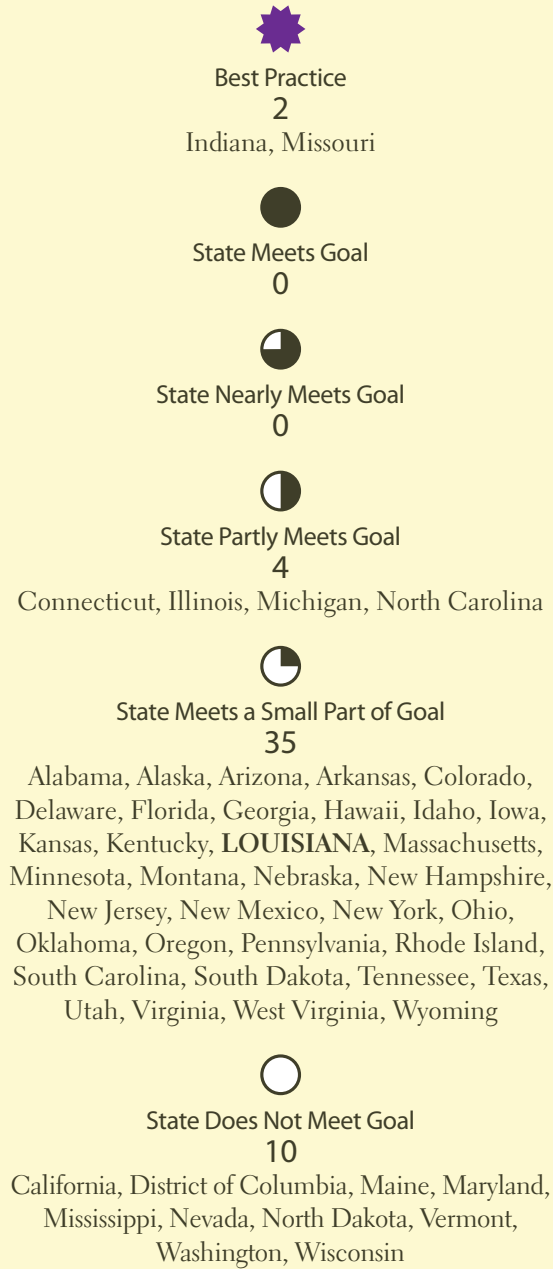 Best Practice
2
Indiana, Missouri
State Meets Goal
0
State Nearly Meets Goal
0
State Partly Meets Goal
4
Connecticut, Illinois, Michigan, North Carolina
State Meets a Small Part of Goal
35
Alabama, Alaska, Arizona, Arkansas, Colorado,
Delaware, Florida, Georgia, Hawaii, Idaho, Iowa,
Kansas, Kentucky, LOUISIANA, Massachusetts,
Minnesota, Montana, Nebraska, New Hampshire,
New Jersey, New Mexico, New York, Ohio,
Oklahoma, Oregon, Pennsylvania, Rhode Island,
South Carolina, South Dakota, Tennessee, Texas,
Utah, Virginia, West Virginia, Wyoming
State Does Not Meet Goal
10
California, District of Columbia, Maine, Maryland,
Mississippi, Nevada, North Dakota, Vermont,
Washington, Wisconsin